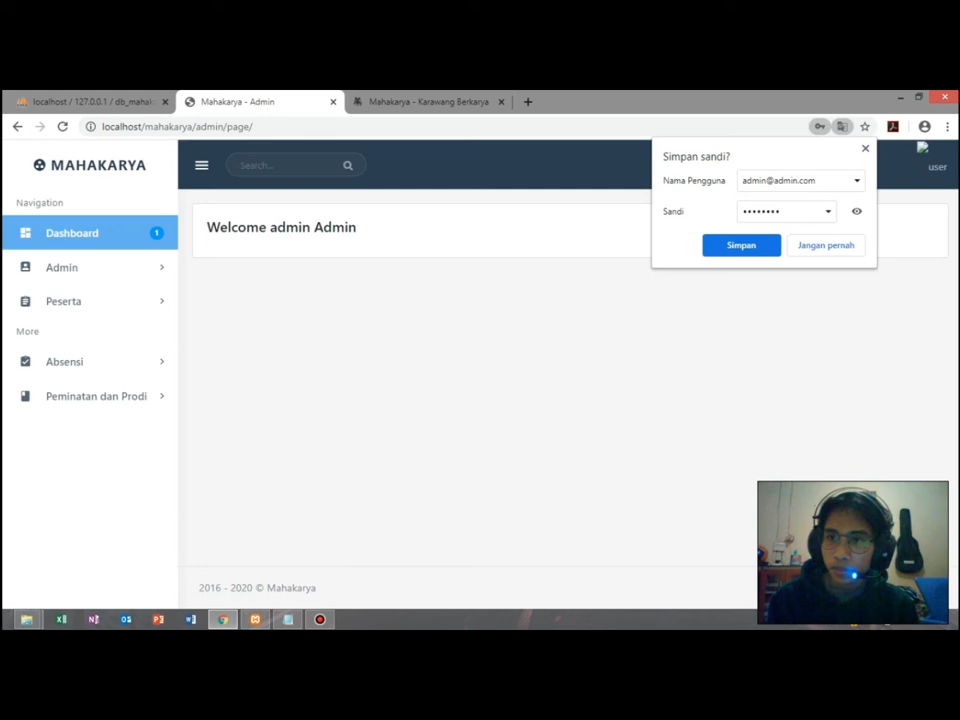 localhost / 127.0.0.1 / db_mahak
Mahakarya - Admin
Mahakarya - Karawang Berkarya
localhost/mahakarya/admin/page/
MAHAKARYA
Search...
user
Simpan sandi?
Nama Pengguna
admin@admin.com
Sandi
••••••••
Simpan
Jangan pernah
Navigation
Dashboard
1
Admin
Peserta
More
Absensi
Peminatan dan Prodi
Welcome admin Admin
2016 - 2020 © Mahakarya